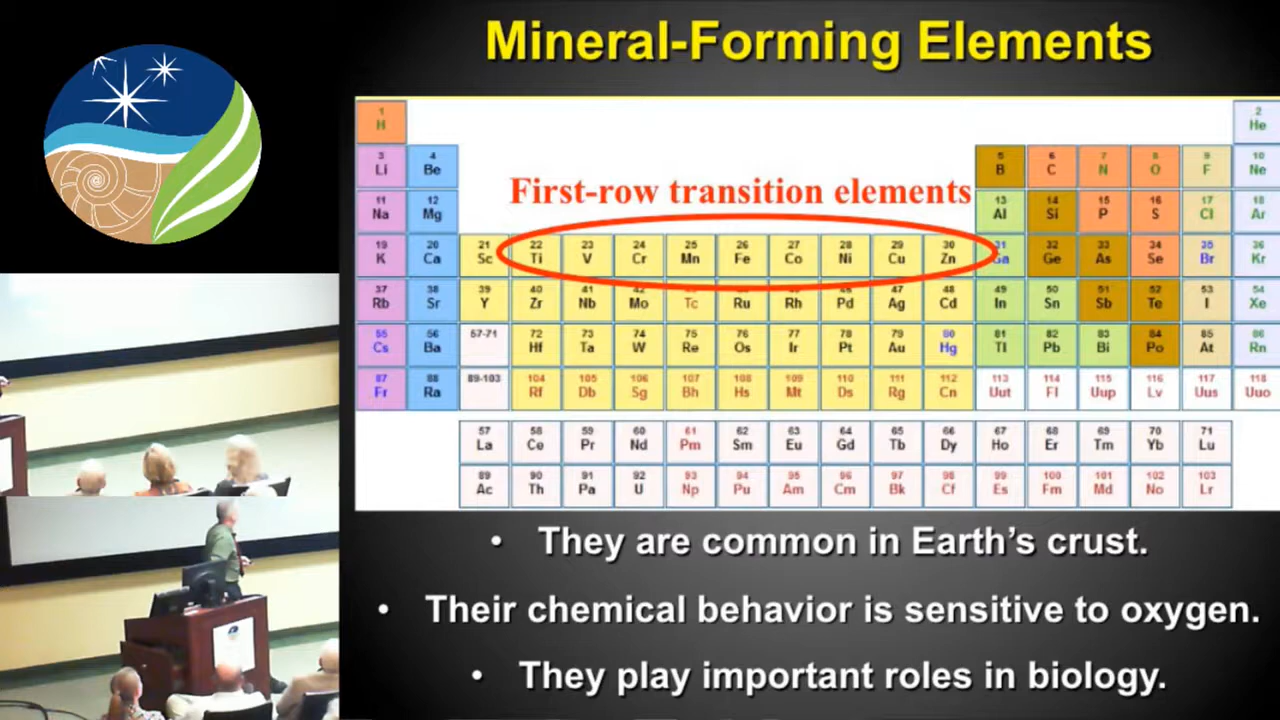 Mineral-Forming Elements
1 H 2 He
3 Li 4 Be 5 B 6 C 7 N 8 O 9 F 10 Ne
First-row transition elements
11 Na 12 Mg 13 Al 14 Si 15 P 16 S 17 Cl 18 Ar
19 K 20 Ca 21 Sc 22 Ti 23 V 24 Cr 25 Mn 26 Fe 27 Co 28 Ni 29 Cu 30 Zn 31 Ga 32 Ge 33 As 34 Se 35 Br 36 Kr
37 Rb 38 Sr 39 Y 40 Zr 41 Nb 42 Mo 43 Tc 44 Ru 45 Rh 46 Pd 47 Ag 48 Cd 49 In 50 Sn 51 Sb 52 Te 53 I 54 Xe
55 Cs 56 Ba 57-71 72 Hf 73 Ta 74 W 75 Re 76 Os 77 Ir 78 Pt 79 Au 80 Hg 81 Tl 82 Pb 83 Bi 84 Po 85 At 86 Rn
87 Fr 88 Ra 89-103 104 Rf 105 Db 106 Sg 107 Bh 108 Hs 109 Mt 110 Ds 111 Rg 112 Cn 113 Uut 114 Fl 115 Uup 116 Lv 117 Uus 118 Uuo
57 La 58 Ce 59 Pr 60 Nd 61 Pm 62 Sm 63 Eu 64 Gd 65 Tb 66 Dy 67 Ho 68 Er 69 Tm 70 Yb 71 Lu
89 Ac 90 Th 91 Pa 92 U 93 Np 94 Pu 95 Am 96 Cm 97 Bk 98 Cf 99 Es 100 Fm 101 Md 102 No 103 Lr
• They are common in Earth's crust.
• Their chemical behavior is sensitive to oxygen.
• They play important roles in biology.